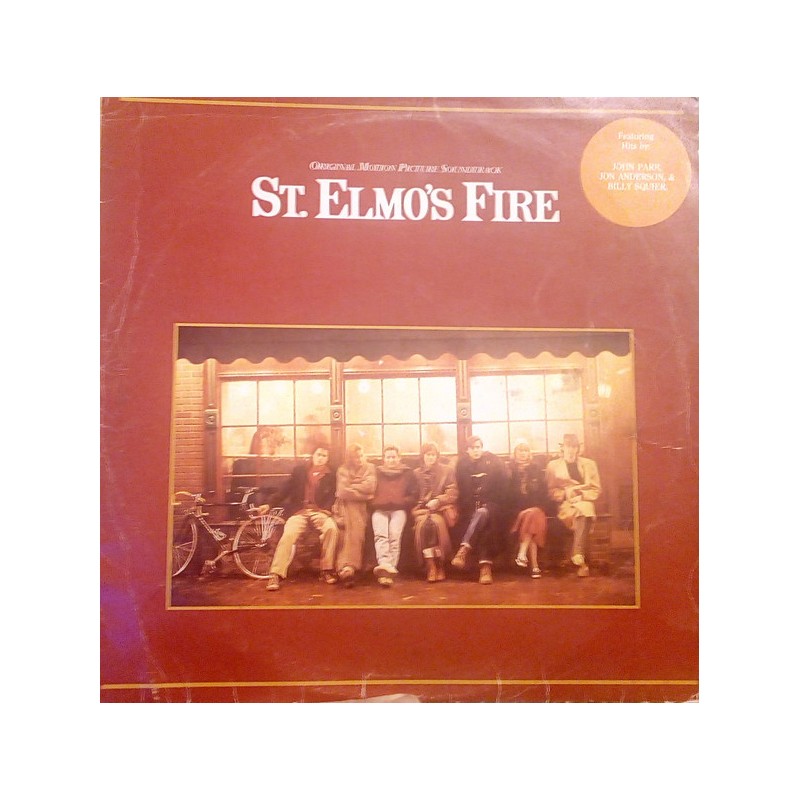 ORIGINAL MOTION PICTURE SOUNDTRACK
ST. ELMO'S FIRE
Featuring
Hits by:
JOHN PARR,
JON ANDERSON, &
BILLY SQUIER.